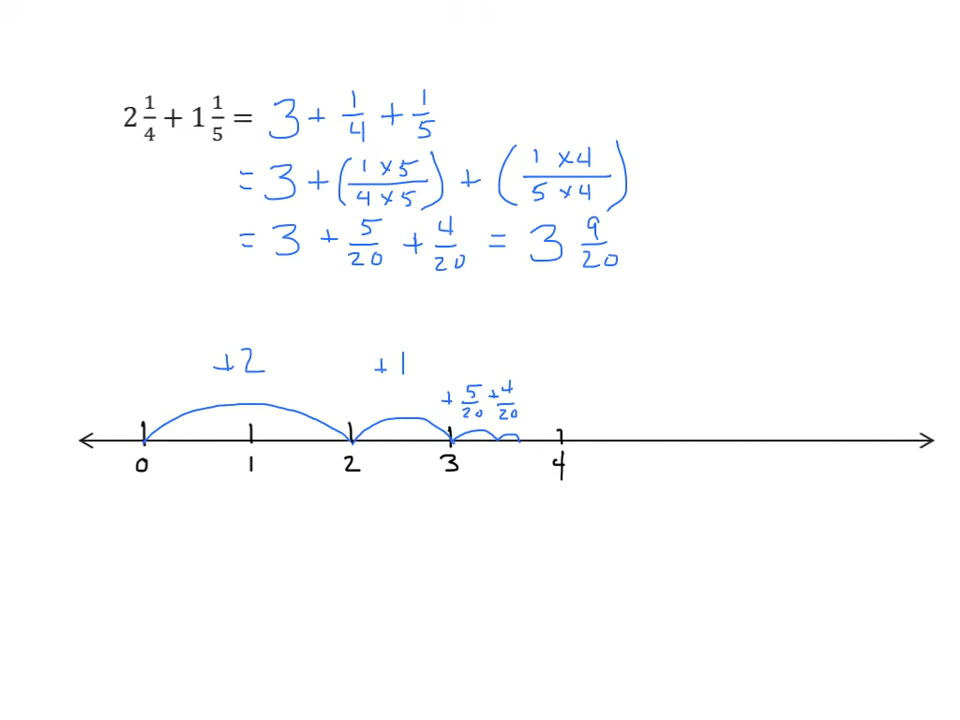 2 1/4 + 1 1/5 = 3 + 1/4 + 1/5
= 3 + (1 × 5 / 4 × 5) + (1 × 4 / 5 × 4)
= 3 + 5/20 + 4/20 = 3 9/20
+2 +1
+ 5/20 + 4/20
0 1 2 3 4